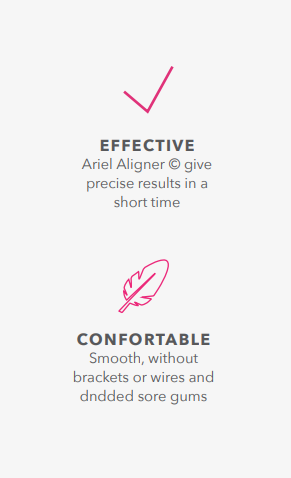 EFFECTIVE
Ariel Aligner © give
precise results in a
short time
CONFORTABLE
Smooth, without
brackets or wires and
dndded sore gums